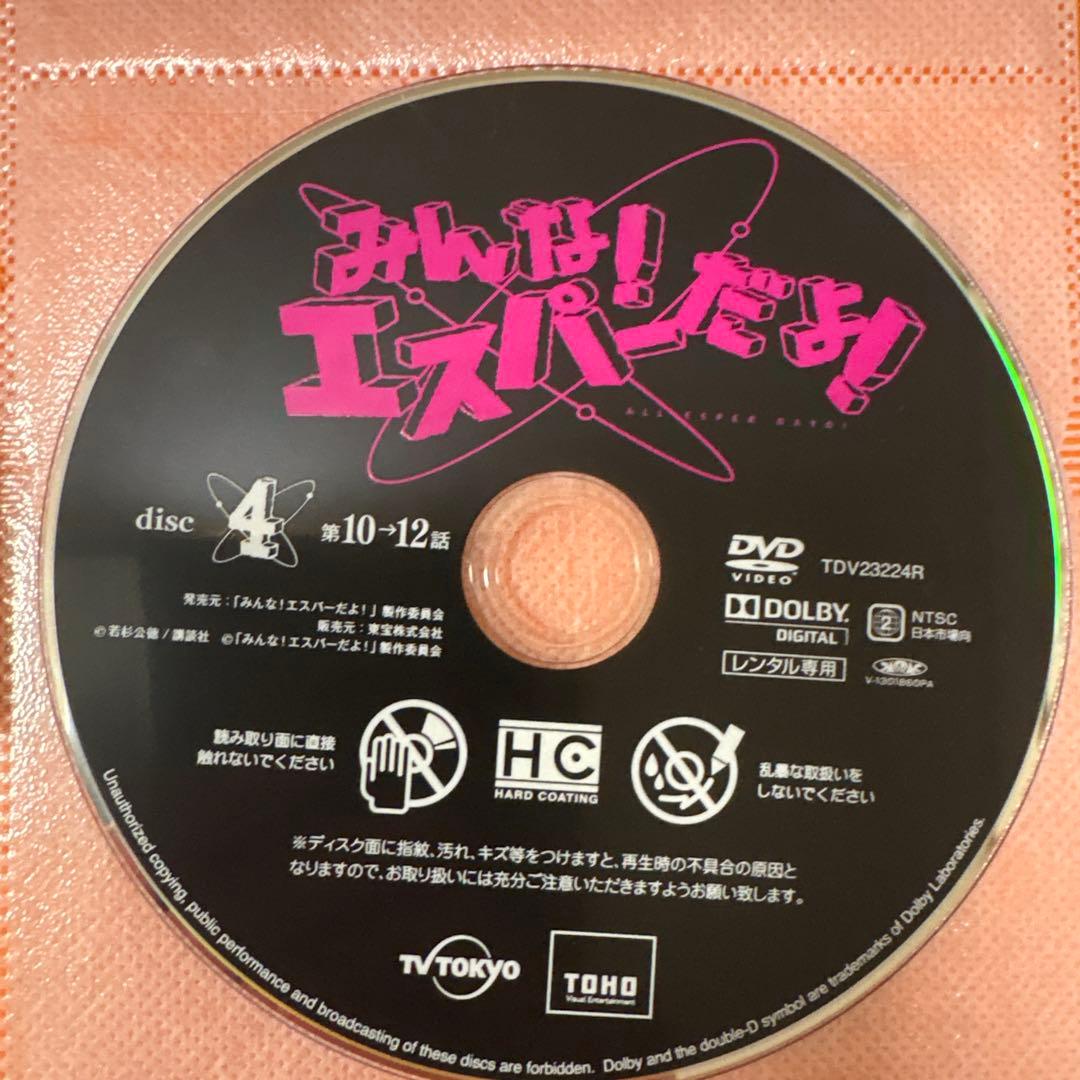 みんな!
エスパーだよ!
ALL ESPER DAYO!
disc 4 第10→12話
発売元:「みんな!エスパーだよ!」製作委員会
販売元:東宝株式会社
©若杉公徳/講談社 ©「みんな!エスパーだよ!」製作委員会
DVD
VIDEO
TDV23224R
DOLBY.
DIGITAL
2
NTSC
日本市場向
レンタル専用
V-1301860PA
読み取り面に直接
触れないでください
HC
HARD COATING
乱暴な取扱いを
しないでください
※ディスク面に指紋、汚れ、キズ等をつけますと、再生時の不具合の原因と
なりますので、お取り扱いには充分ご注意いただきますようお願い致します。
TV TOKYO
TOHO
Visual Entertainment
Unauthorized copying, public performance and broadcasting of these discs are forbidden. Dolby and the double-D symbol are trademarks of Dolby Laboratories.